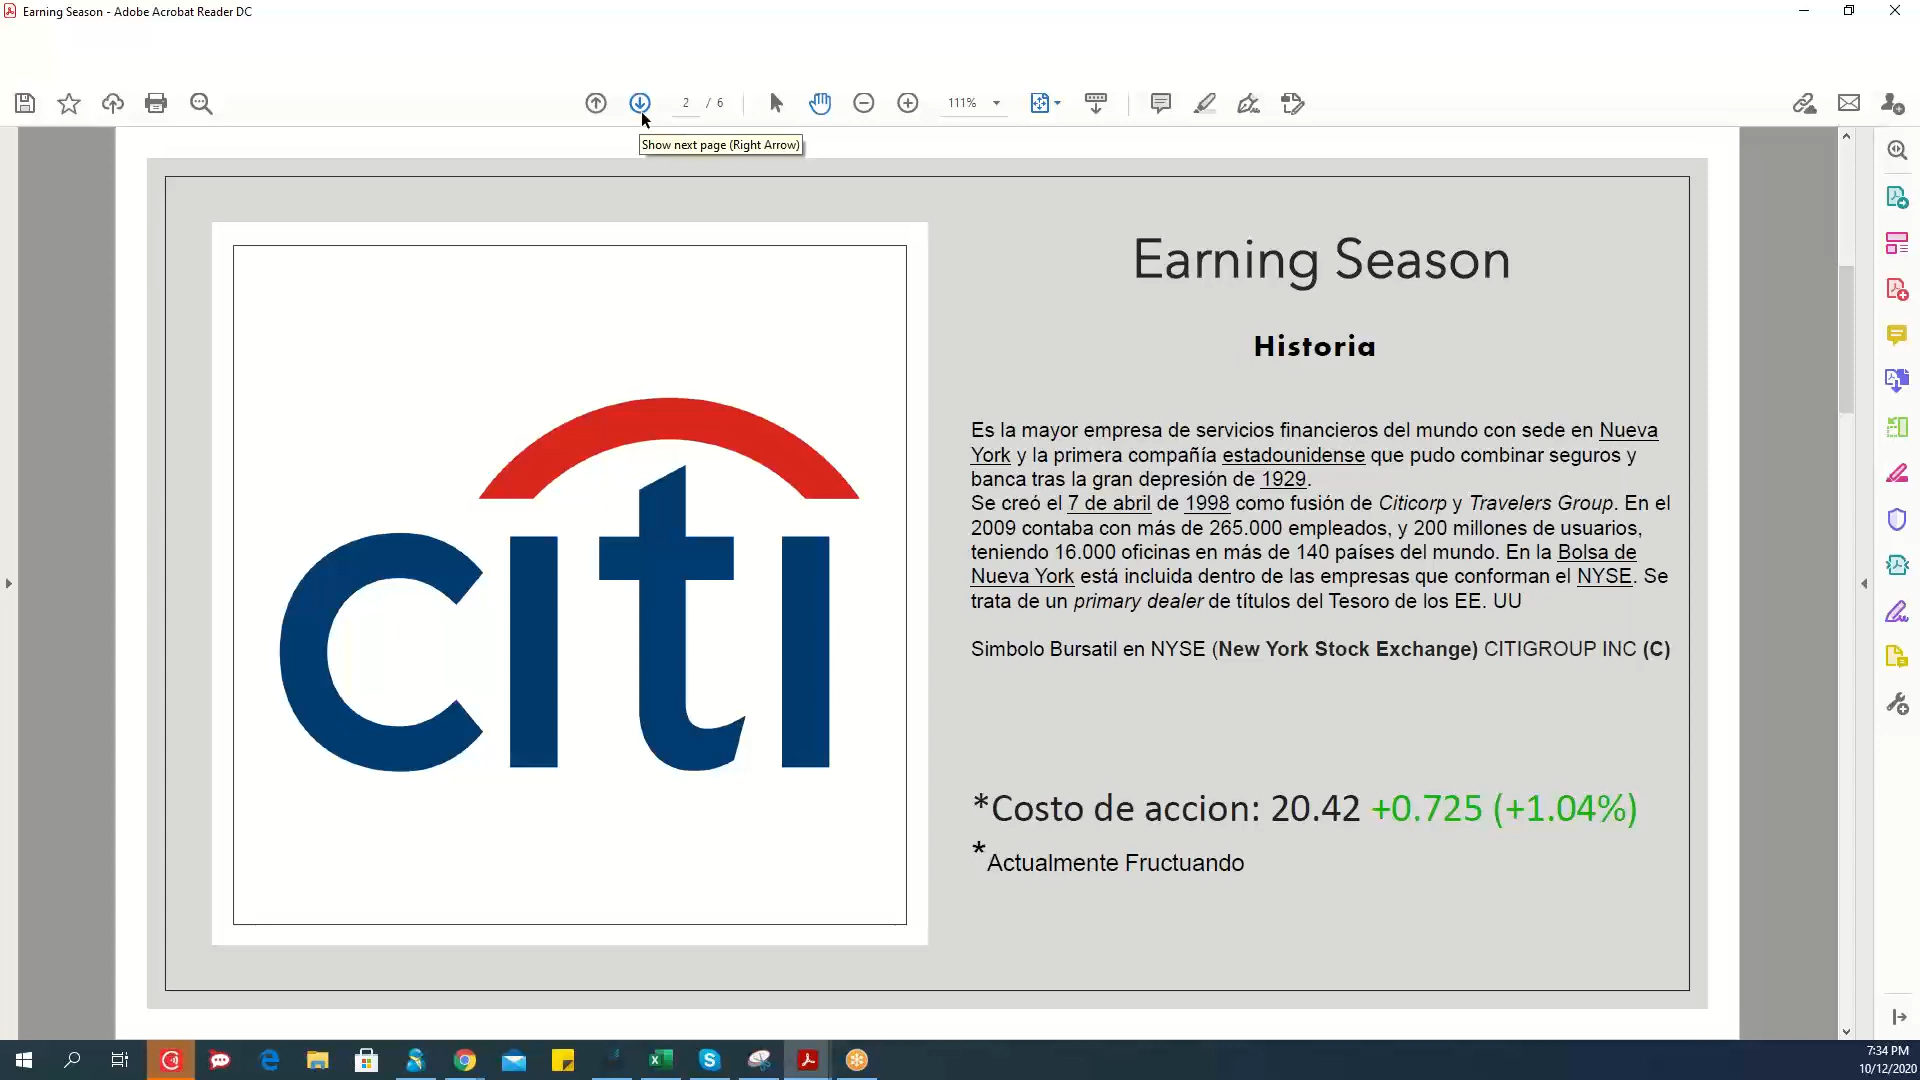 Earning Season - Adobe Acrobat Reader DC
2 / 6
111%
Show next page (Right Arrow)
Earning Season
Historia
citi
Es la mayor empresa de servicios financieros del mundo con sede en Nueva
York y la primera compañía estadounidense que pudo combinar seguros y
banca tras la gran depresión de 1929.
Se creó el 7 de abril de 1998 como fusión de Citicorp y Travelers Group. En el
2009 contaba con más de 265.000 empleados, y 200 millones de usuarios,
teniendo 16.000 oficinas en más de 140 países del mundo. En la Bolsa de
Nueva York está incluida dentro de las empresas que conforman el NYSE. Se
trata de un primary dealer de títulos del Tesoro de los EE. UU
Simbolo Bursatil en NYSE (New York Stock Exchange) CITIGROUP INC (C)
*Costo de accion: 20.42 +0.725 (+1.04%)
*Actualmente Fructuando
7:34 PM
10/12/2020